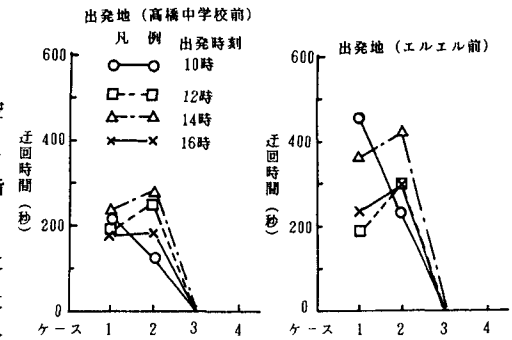 出発地(高橋中学校前)
凡 例 出発時刻
10時
12時
14時
16時
600
400
200
0
迂回時間(秒)
ケース 1 2 3 4
出発地(エルエル前)
600
400
200
0
迂回時間(秒)
ケース 1 2 3 4